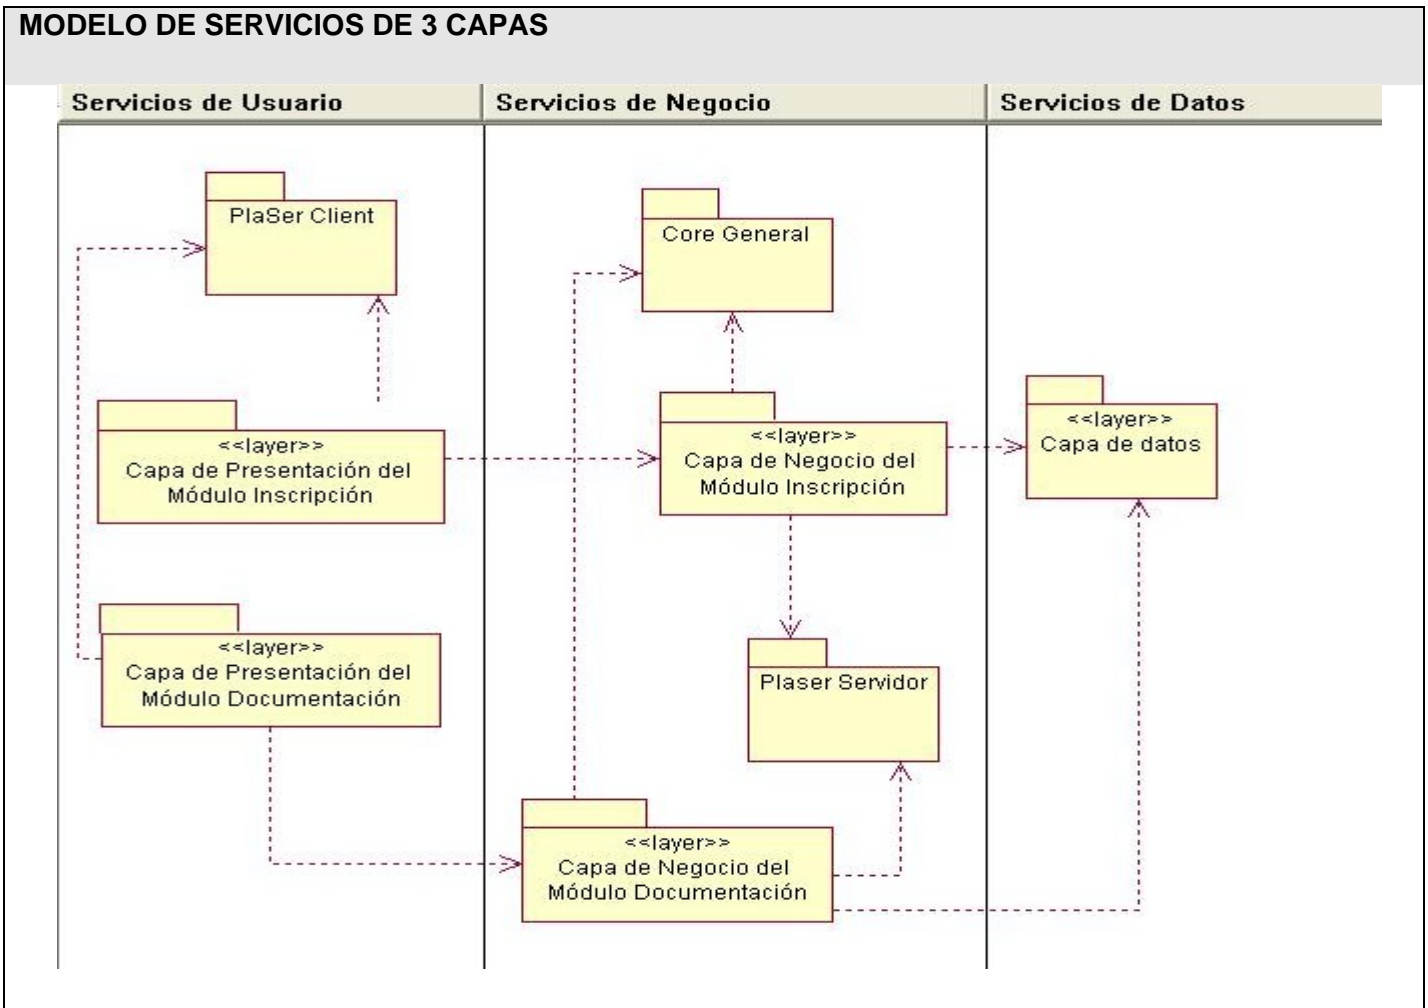 MODELO DE SERVICIOS DE 3 CAPAS
Servicios de Usuario
Servicios de Negocio
Servicios de Datos
PlaSer Client
Core General
<<layer>>
Capa de Presentación del
Módulo Inscripción
<<layer>>
Capa de Negocio del
Módulo Inscripción
<<layer>>
Capa de datos
<<layer>>
Capa de Presentación del
Módulo Documentación
Plaser Servidor
<<layer>>
Capa de Negocio del
Módulo Documentación